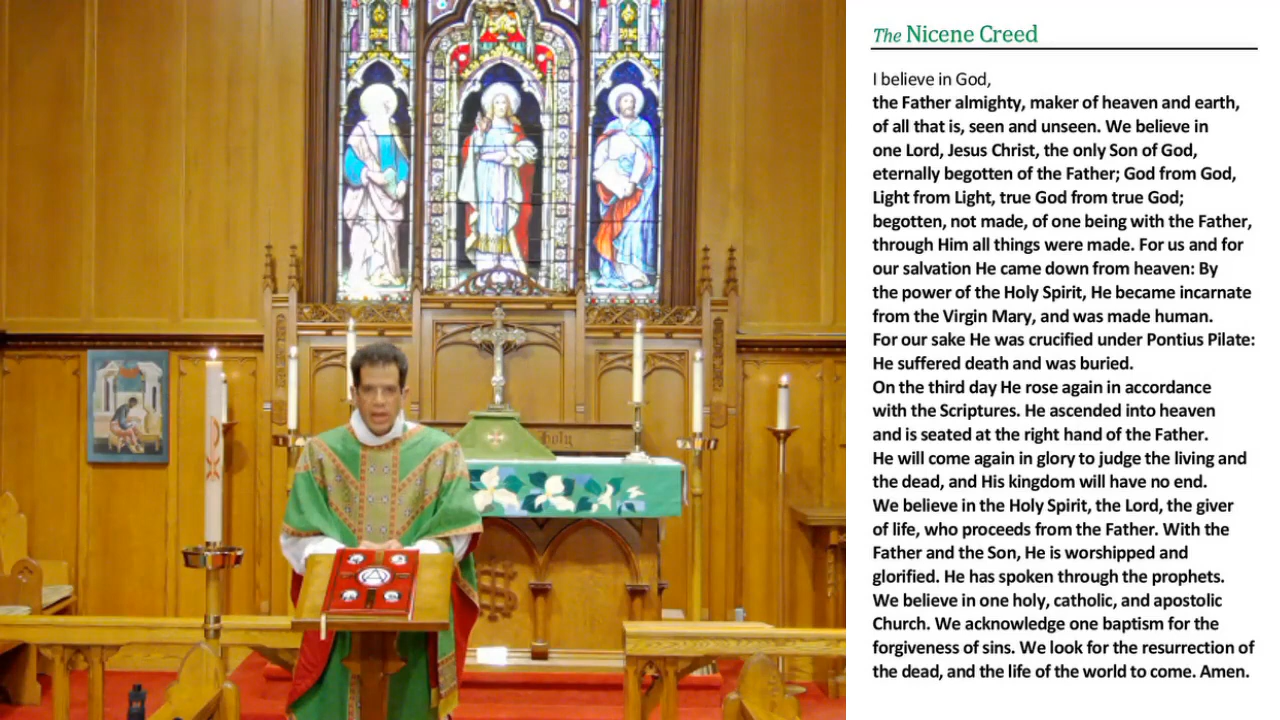 holy
The Nicene Creed
I believe in God,
the Father almighty, maker of heaven and earth,
of all that is, seen and unseen. We believe in
one Lord, Jesus Christ, the only Son of God,
eternally begotten of the Father; God from God,
Light from Light, true God from true God;
begotten, not made, of one being with the Father,
through Him all things were made. For us and for
our salvation He came down from heaven: By
the power of the Holy Spirit, He became incarnate
from the Virgin Mary, and was made human.
For our sake He was crucified under Pontius Pilate:
He suffered death and was buried.
On the third day He rose again in accordance
with the Scriptures. He ascended into heaven
and is seated at the right hand of the Father.
He will come again in glory to judge the living and
the dead, and His kingdom will have no end.
We believe in the Holy Spirit, the Lord, the giver
of life, who proceeds from the Father. With the
Father and the Son, He is worshipped and
glorified. He has spoken through the prophets.
We believe in one holy, catholic, and apostolic
Church. We acknowledge one baptism for the
forgiveness of sins. We look for the resurrection of
the dead, and the life of the world to come. Amen.